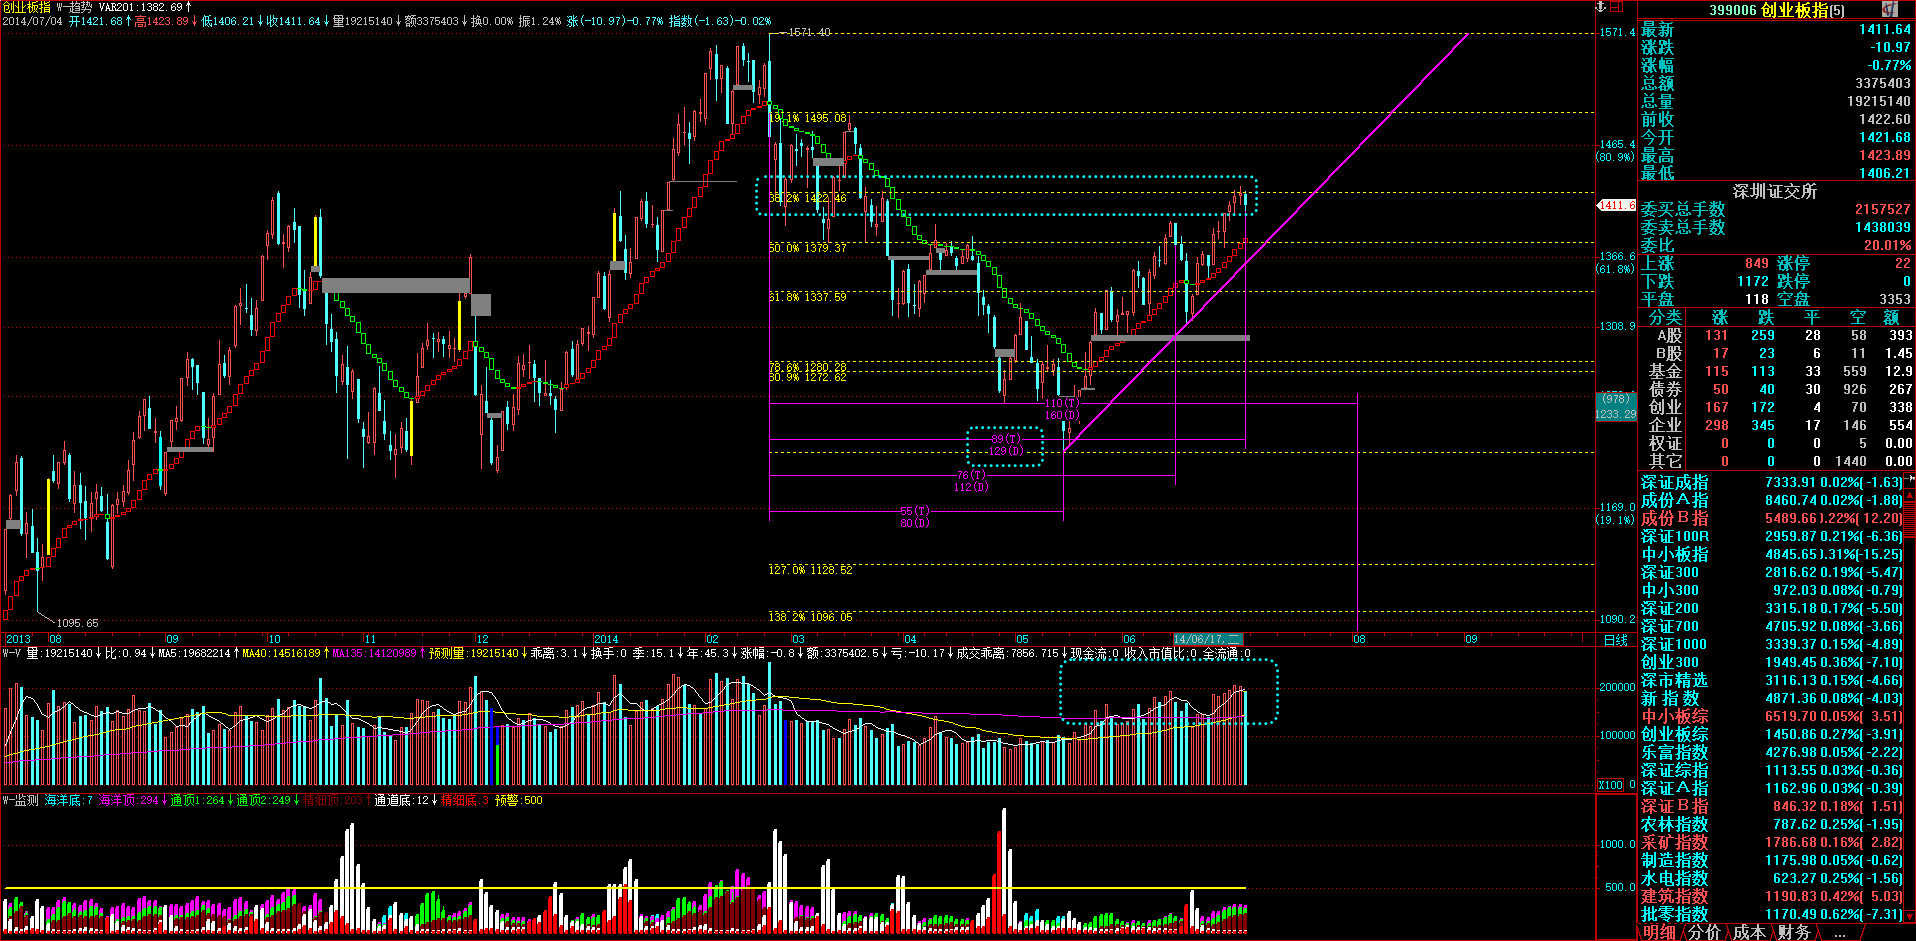 创业板指 W-趋势 VAR201:1382.69↑
2014/07/04 开1421.68↑高1423.89↓低1406.21↓收1411.64↓量19215140↓额3375403↓换0.00% 振1.24% 涨(-10.97)-0.77% 指数(-1.63)-0.02%
1571.40
19.1% 1495.08
38.2% 1422.46
50.0% 1379.37
61.8% 1337.59
78.6% 1280.28
80.9% 1272.62
110(T)
160(D)
89(T)
129(D)
76(T)
112(D)
55(T)
80(D)
127.0% 1128.52
138.2% 1096.05
1095.65
1571.4
1465.4
(80.9%)
1411.6
1366.6
(61.8%)
1308.9
(978)
1233.29
1169.0
(19.1%)
1090.2
2013 08 09 10 11 12 2014 02 03 04 05 06 14/06/17,二 08 09 日线
W-V 量:19215140↓比:0.94↓MA5:19682214↑MA40:14516189↑MA135:14120989↑预测量:19215140↓乖离:3.1↓换手:0 季:15.1↓年:45.3↓涨幅:-0.8↓额:3375402.5↓亏:-10.17↓成交乖离:7856.715↓现金流:0 收入市值比:0 全流通:0
200000
100000
X100 0
W-监测 海洋底:7 海洋顶:294↓通顶1:264↓通顶2:249↓精细顶:203↑通道底:12↓精细底:3 预警:500
1000.0
500.0
399006 创业板指(5)
最新 1411.64
涨跌 -10.97
涨幅 -0.77%
总额 3375403
总量 19215140
前收 1422.60
今开 1421.68
最高 1423.89
最低 1406.21
深圳证交所
委买总手数 2157527
委卖总手数 1438039
委比 20.01%
上涨 849 涨停 22
下跌 1172 跌停 0
平盘 118 空盘 3353
分类 涨 跌 平 空 额
A股 131 259 28 58 393
B股 17 23 6 11 1.45
基金 115 113 33 559 12.9
债券 50 40 30 926 267
创业 167 172 4 70 338
企业 298 345 17 146 554
权证 0 0 0 5 0.00
其它 0 0 0 1440 0.00
深证成指 7333.91 0.02%[ -1.63]
成份A指 8460.74 0.02%[ -1.88]
成份B指 5489.66 ).22%[ 12.20]
深证100R 2959.87 0.21%[ -6.36]
中小板指 4845.65 ).31%[-15.25]
深证300 2816.62 0.19%[ -5.47]
中小300 972.03 0.08%[ -0.79]
深证200 3315.18 0.17%[ -5.50]
深证700 4705.92 0.08%[ -3.66]
深证1000 3339.37 0.15%[ -4.89]
创业300 1949.45 0.36%[ -7.10]
深市精选 3116.13 0.15%[ -4.66]
新 指 数 4871.36 0.08%[ -4.03]
中小板综 6519.70 0.05%[ 3.51]
创业板综 1450.86 0.27%[ -3.91]
乐富指数 4276.98 0.05%[ -2.22]
深证综指 1113.55 0.03%[ -0.36]
深证A指 1162.96 0.03%[ -0.39]
深证B指 846.32 0.18%[ 1.51]
农林指数 787.62 0.25%[ -1.95]
采矿指数 1786.68 0.16%[ 2.82]
制造指数 1175.98 0.05%[ -0.62]
水电指数 623.27 0.25%[ -1.56]
建筑指数 1190.83 0.42%[ 5.03]
批零指数 1170.49 0.62%[ -7.31]
明细 分价 成本 财务 ...